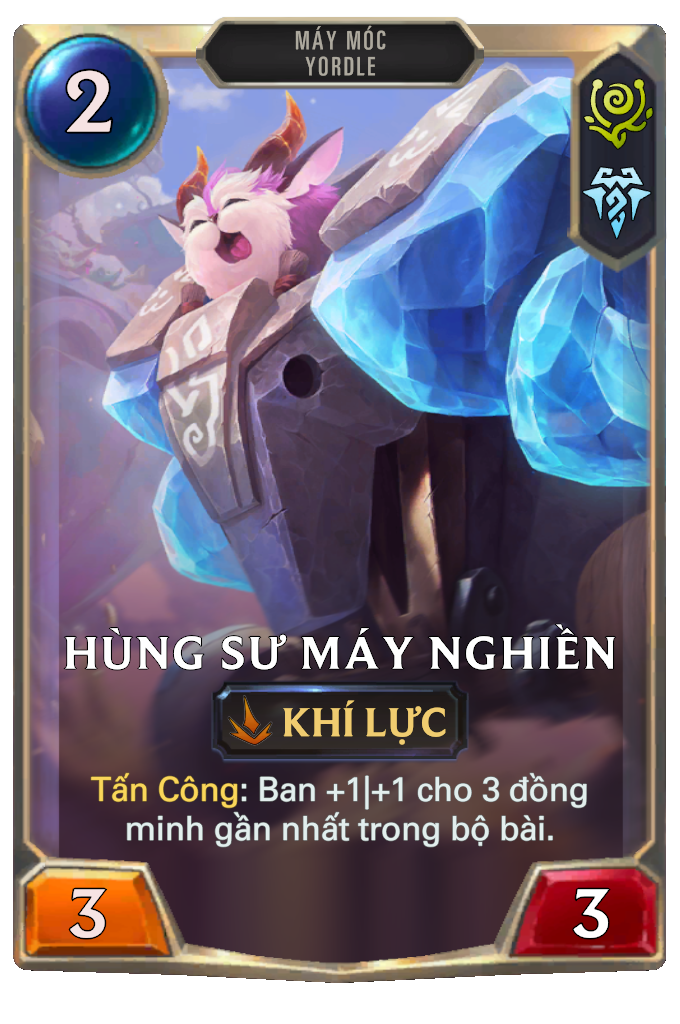 2
MÁY MÓC
YORDLE
HÙNG SƯ MÁY NGHIỀN
KHÍ LỰC
Tấn Công: Ban +1|+1 cho 3 đồng
minh gần nhất trong bộ bài.
3
3